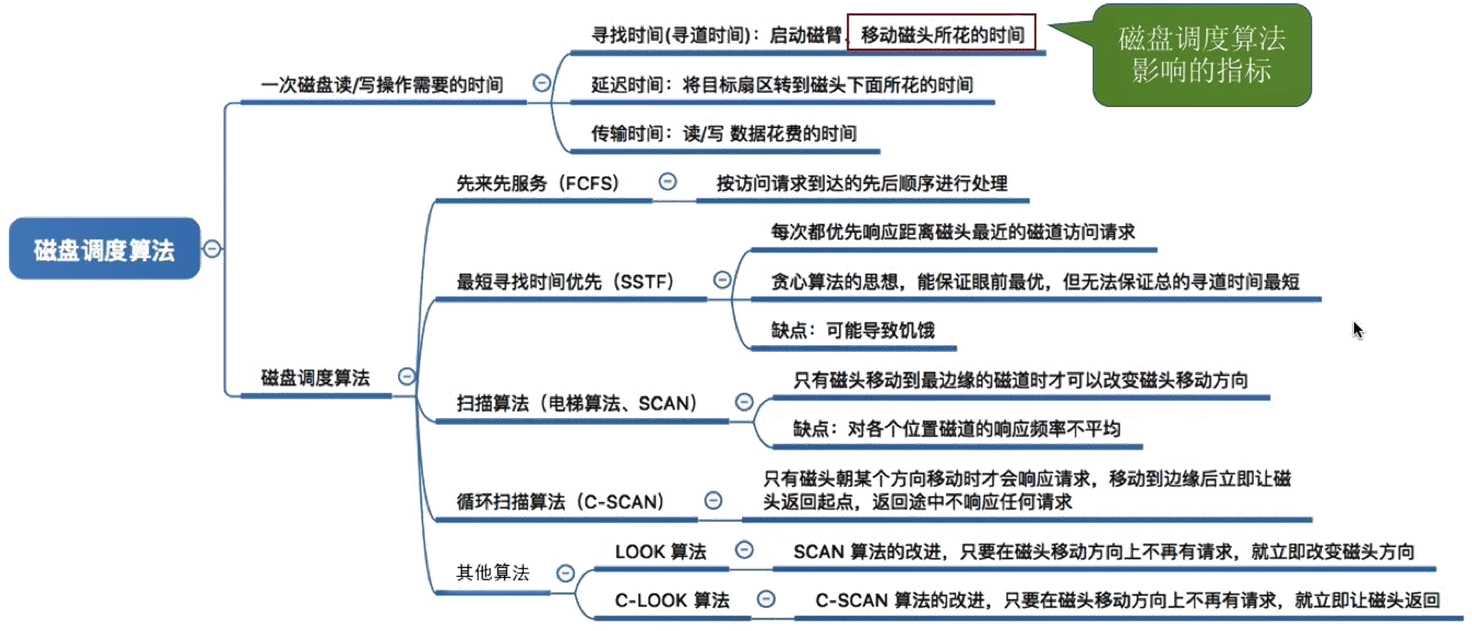 寻找时间(寻道时间)：启动磁臂、移动磁头所花的时间
磁盘调度算法
影响的指标
一次磁盘读/写操作需要的时间
延迟时间：将目标扇区转到磁头下面所花的时间
传输时间：读/写 数据花费的时间
先来先服务（FCFS）
按访问请求到达的先后顺序进行处理
磁盘调度算法
每次都优先响应距离磁头最近的磁道访问请求
最短寻找时间优先（SSTF）
贪心算法的思想，能保证眼前最优，但无法保证总的寻道时间最短
缺点：可能导致饥饿
磁盘调度算法
只有磁头移动到最边缘的磁道时才可以改变磁头移动方向
扫描算法（电梯算法、SCAN）
缺点：对各个位置磁道的响应频率不平均
只有磁头朝某个方向移动时才会响应请求，移动到边缘后立即让磁
头返回起点，返回途中不响应任何请求
循环扫描算法（C-SCAN）
LOOK 算法
SCAN 算法的改进，只要在磁头移动方向上不再有请求，就立即改变磁头方向
其他算法
C-LOOK 算法
C-SCAN 算法的改进，只要在磁头移动方向上不再有请求，就立即让磁头返回